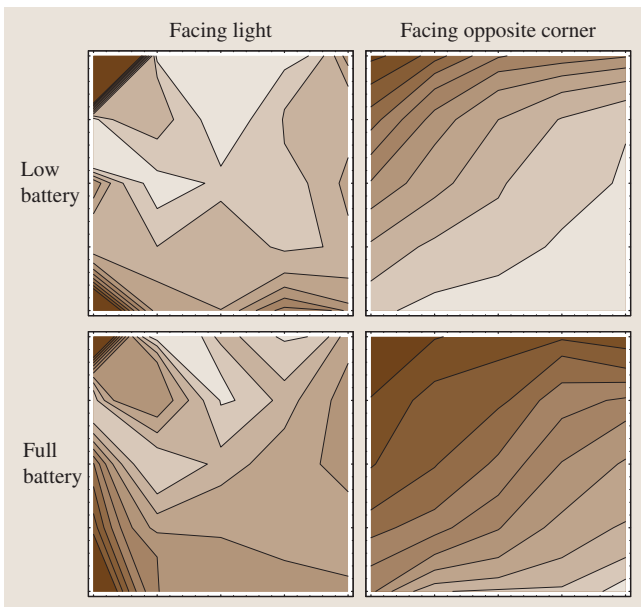 Facing light
Facing opposite corner
Low
battery
Full
battery